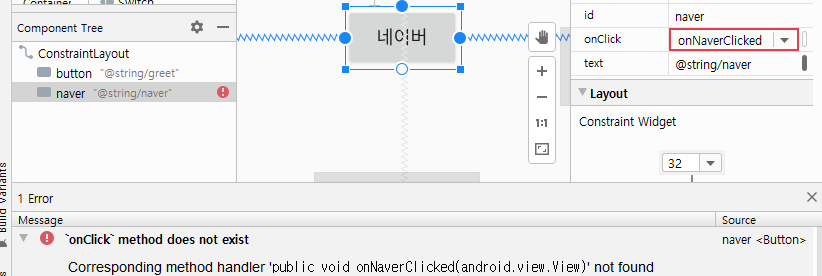 Container
Switch
Component Tree
ConstraintLayout
button "@string/greet"
naver "@string/naver"
네이버
1:1
id naver
onClick onNaverClicked
text @string/naver
Layout
Constraint Widget
32
Build Variants
1 Error
Message Source
`onClick` method does not exist naver <Button>
Corresponding method handler 'public void onNaverClicked(android.view.View)' not found